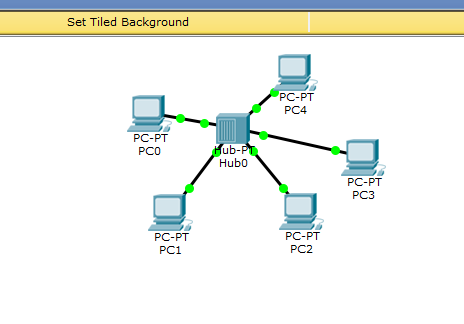 Set Tiled Background
PC-PT
PC4
PC-PT
PC0
Hub-PT
Hub0
PC-PT
PC3
PC-PT
PC1
PC-PT
PC2